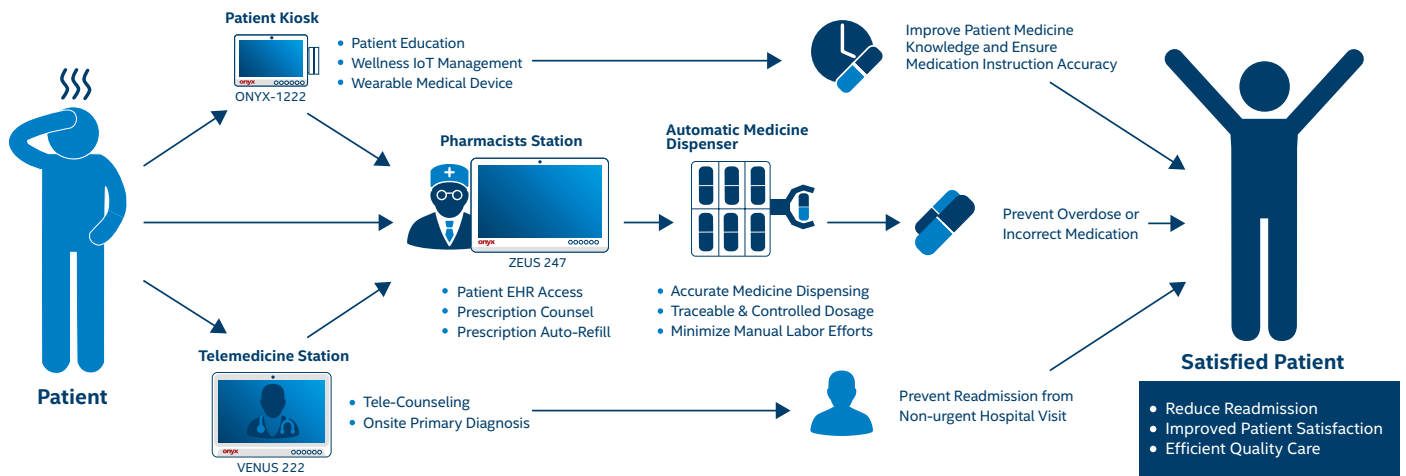 Patient Kiosk
onyx
ONYX-1222
Patient Education
Wellness IoT Management
Wearable Medical Device
Improve Patient Medicine
Knowledge and Ensure
Medication Instruction Accuracy
Patient
Pharmacists Station
onyx
ZEUS 247
Patient EHR Access
Prescription Counsel
Prescription Auto-Refill
Automatic Medicine
Dispenser
Accurate Medicine Dispensing
Traceable & Controlled Dosage
Minimize Manual Labor Efforts
Prevent Overdose or
Incorrect Medication
Telemedicine Station
onyx
VENUS 222
Tele-Counseling
Onsite Primary Diagnosis
Prevent Readmission from
Non-urgent Hospital Visit
Satisfied Patient
Reduce Readmission
Improved Patient Satisfaction
Efficient Quality Care